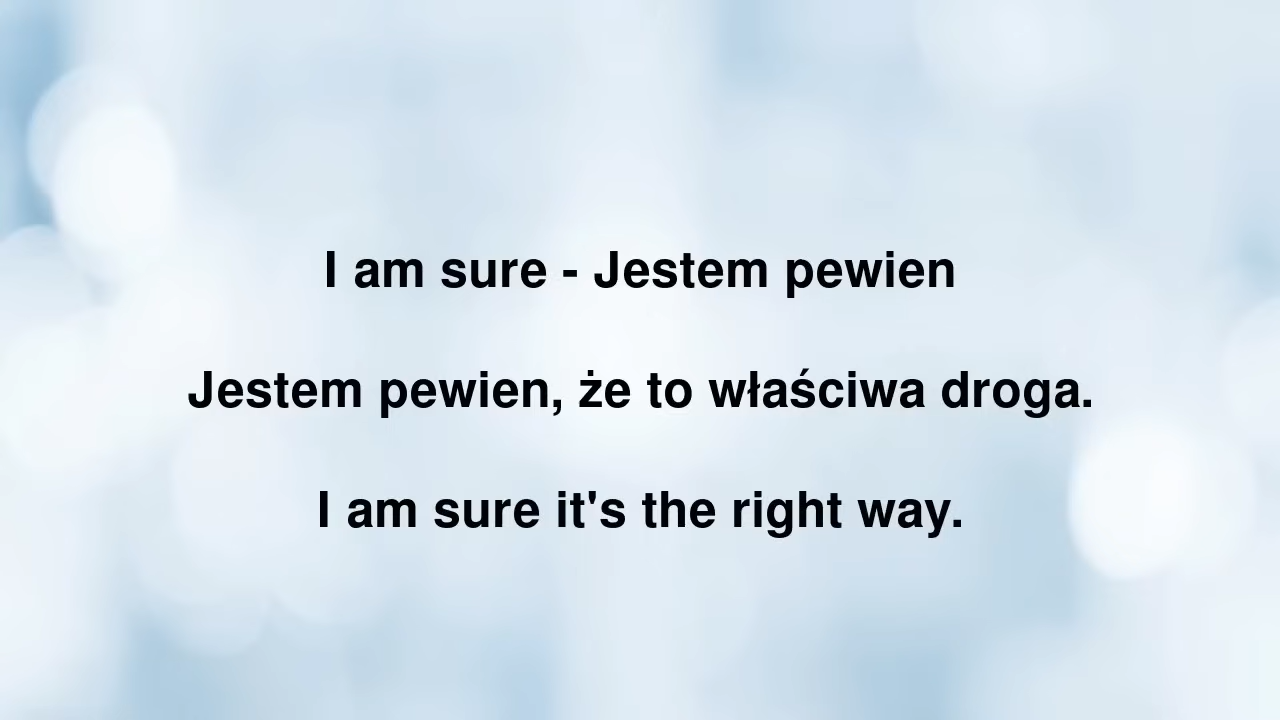 I am sure - Jestem pewien
Jestem pewien, że to właściwa droga.
I am sure it's the right way.